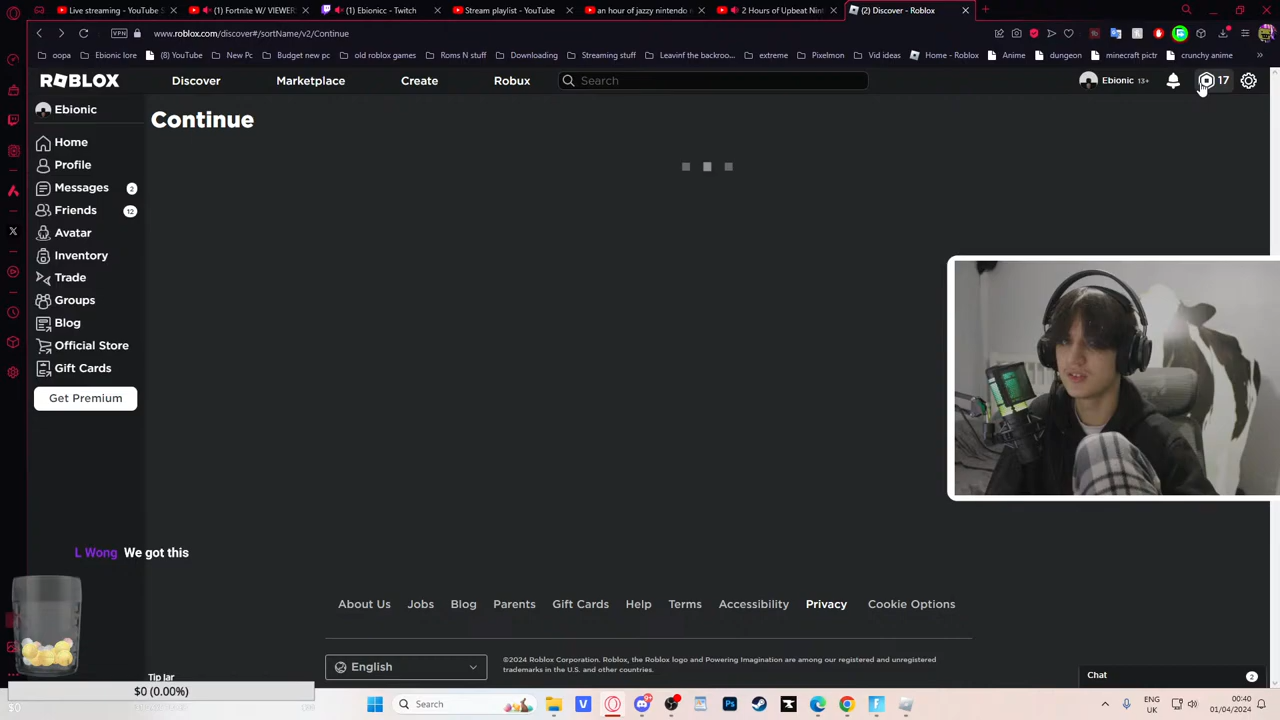 Live streaming - YouTube S
(1) Fortnite W/ VIEWER
(1) Ebionicc - Twitch
Stream playlist - YouTube
an hour of jazzy nintendo
2 Hours of Upbeat Nin
(2) Discover - Roblox
VPN
www.roblox.com/discover#/sortName/v2/Continue
oopa
Ebionic lore
(8) YouTube
New Pc
Budget new pc
old roblox games
Roms N stuff
Downloading
Streaming stuff
Leavinf the backroo...
extreme
Pixelmon
Vid ideas
Home - Roblox
Anime
dungeon
minecraft pictr
crunchy anime
ROBLOX
Discover
Marketplace
Create
Robux
Search
Ebionic 13+
17
Ebionic
Continue
Home
Profile
Messages 2
Friends 12
Avatar
Inventory
Trade
Groups
Blog
Official Store
Gift Cards
Get Premium
L Wong We got this
About Us
Jobs
Blog
Parents
Gift Cards
Help
Terms
Accessibility
Privacy
Cookie Options
English
©2024 Roblox Corporation. Roblox, the Roblox logo and Powering Imagination are among our registered and unregistered
trademarks in the U.S. and other countries.
Chat 2
Tip Jar
$0 (0.00%)
$0
Search
ENG
UK
00:40
01/04/2024